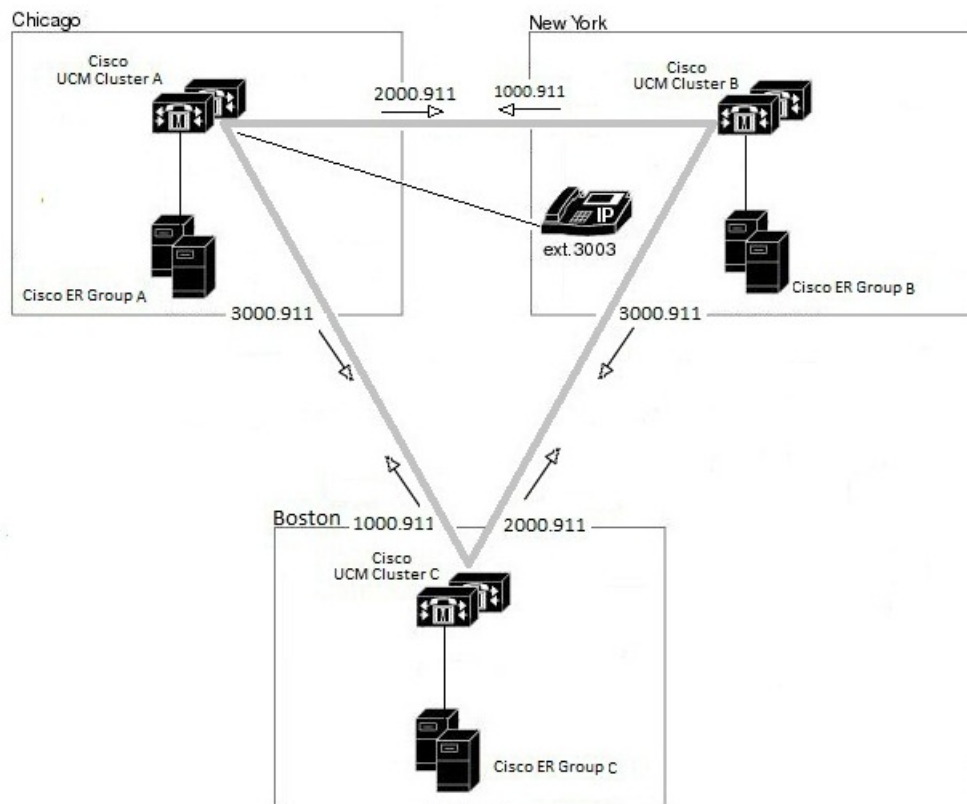 Chicago
New York
Cisco
UCM Cluster A
Cisco
UCM Cluster B
2000.911
1000.911
M
M
IP
ext.3003
Cisco ER Group A
Cisco ER Group B
3000.911
3000.911
Boston
1000.911
2000.911
Cisco
UCM Cluster C
M
Cisco ER Group C